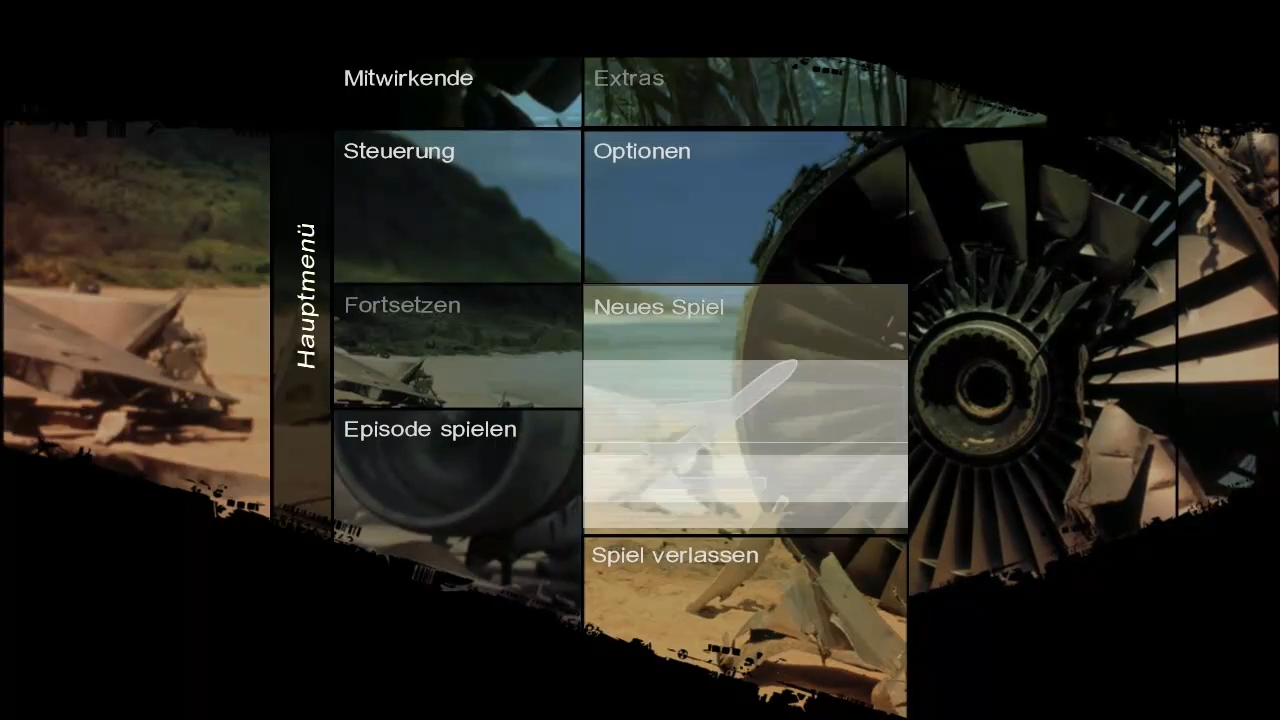 Mitwirkende
Extras
Steuerung
Optionen
Hauptmenü
Fortsetzen
Neues Spiel
Episode spielen
Spiel verlassen